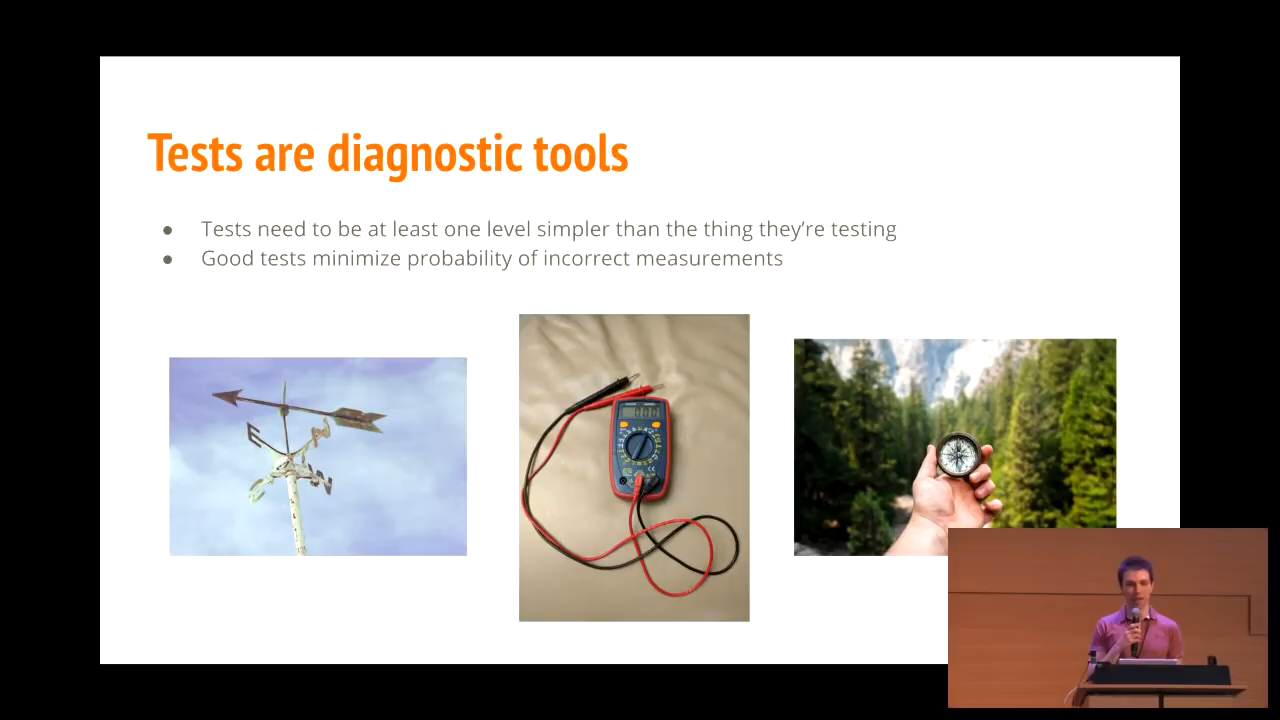 Tests are diagnostic tools
● Tests need to be at least one level simpler than the thing they're testing
● Good tests minimize probability of incorrect measurements